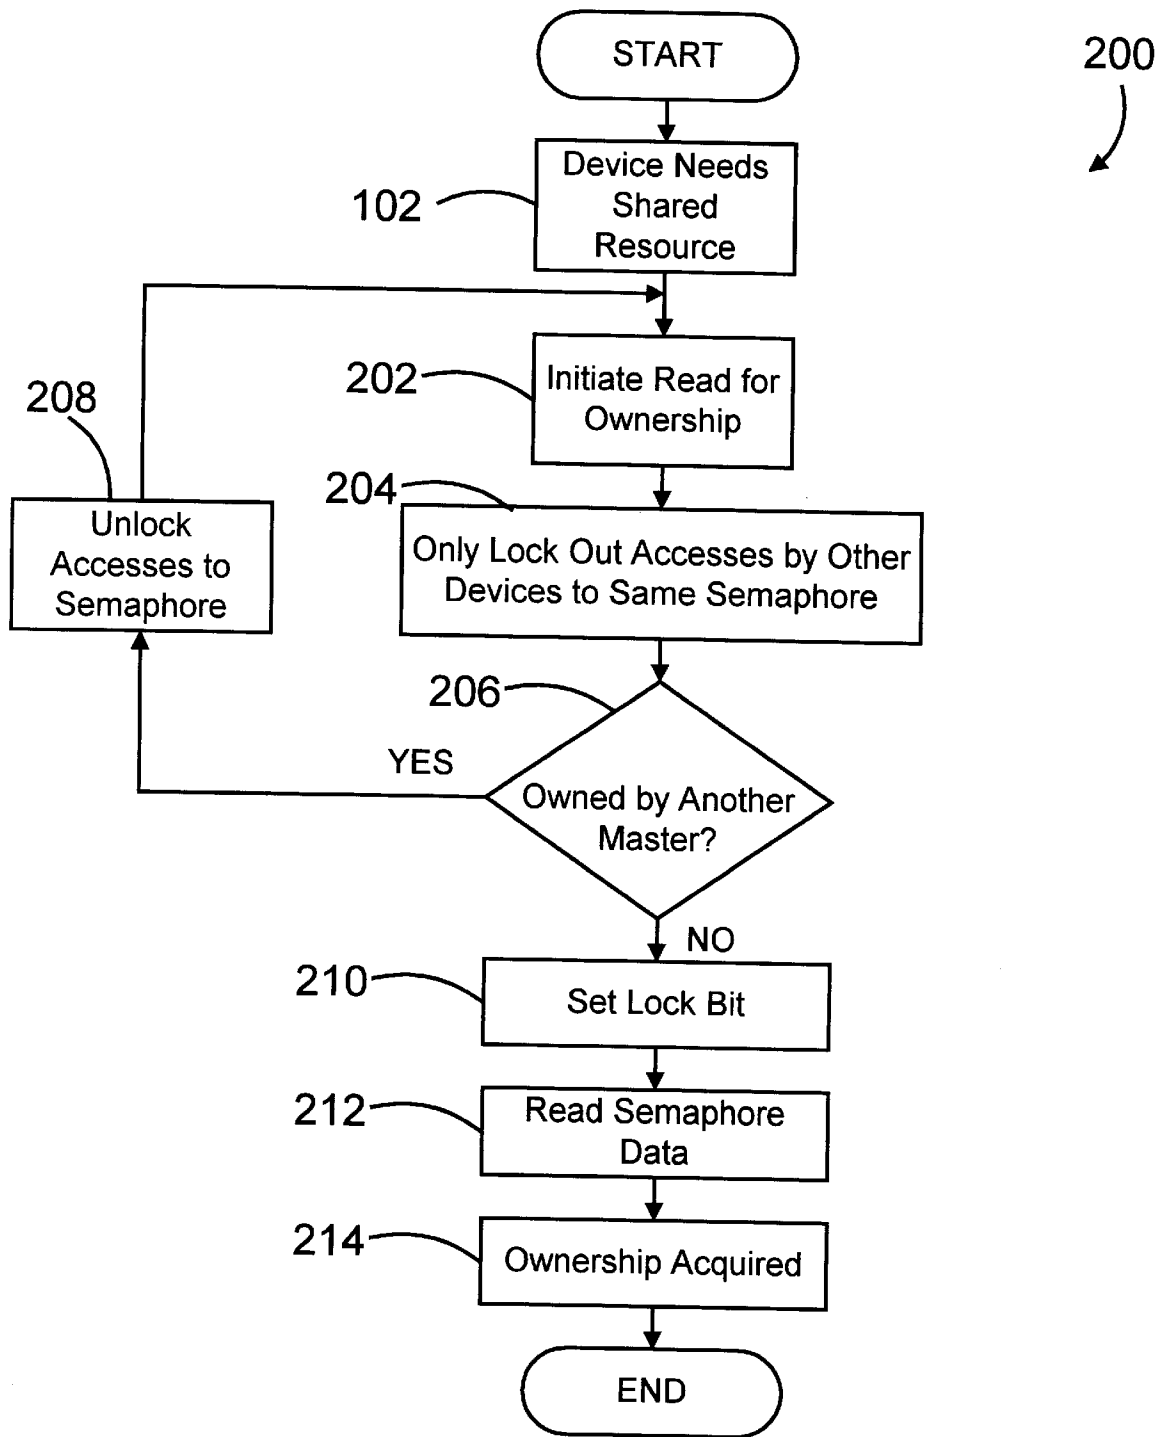 START
200
Device Needs
Shared
Resource
102
Initiate Read for
Ownership
202
208
204
Unlock
Accesses to
Semaphore
Only Lock Out Accesses by Other
Devices to Same Semaphore
206
YES
Owned by Another
Master?
NO
210
Set Lock Bit
212
Read Semaphore
Data
214
Ownership Acquired
END